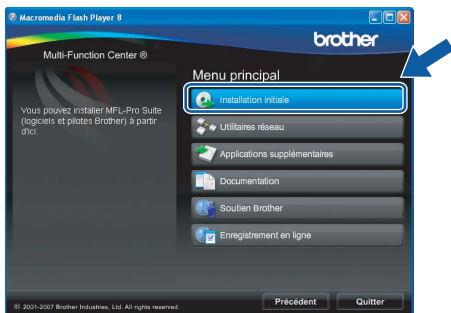 Macromedia Flash Player 8
brother
Multi-Function Center ®
Menu principal
Vous pouvez installer MFL-Pro Suite
(logiciels et pilotes Brother) à partir
d'ici.
Installation initiale
Utilitaires réseau
Applications supplémentaires
Documentation
Soutien Brother
Enregistrement en ligne
© 2001-2007 Brother Industries, Ltd. All rights reserved.
Précédent
Quitter